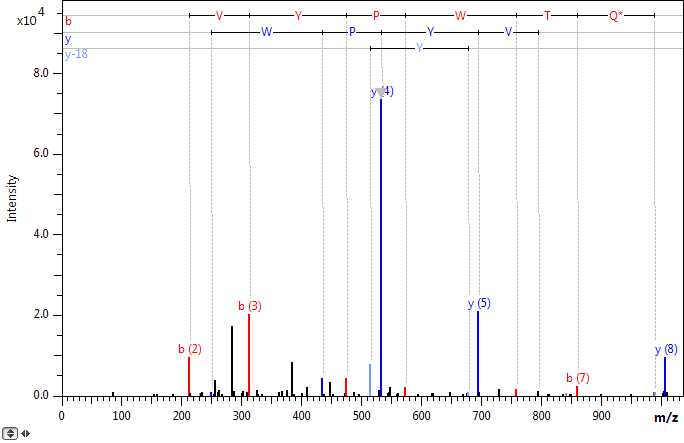 x10 4
b V Y P W T Q*
y W P Y V
y-18 Y
8.0
y (4)
6.0
Intensity
4.0
b (3)
y (5)
2.0
b (2)
y (8)
b (7)
0.0
0 100 200 300 400 500 600 700 800 900 m/z